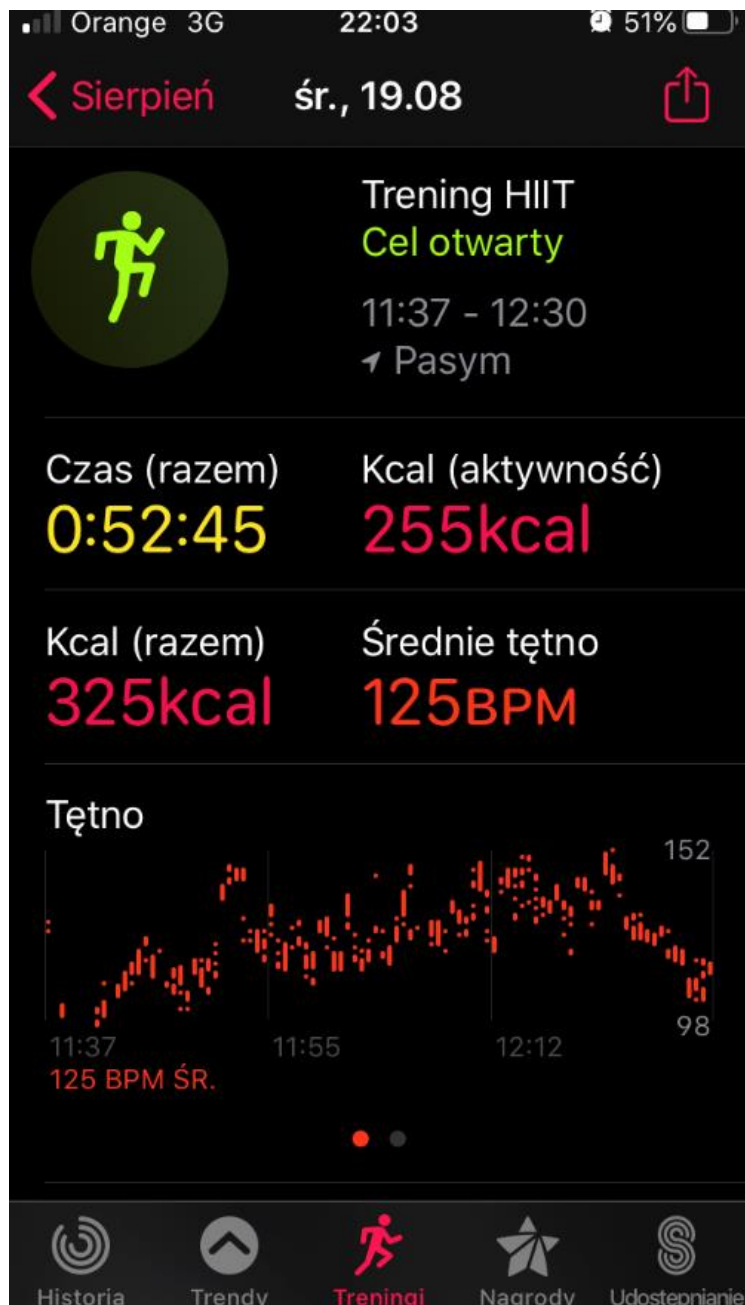 Orange 3G 22:03 51%
Sierpień śr., 19.08
Trening HIIT
Cel otwarty
11:37 - 12:30
Pasym
Czas (razem) Kcal (aktywność)
0:52:45 255kcal
Kcal (razem) Średnie tętno
325kcal 125BPM
Tętno
152
98
11:37 11:55 12:12
125 BPM ŚR.
Historia Trendy Treningi Nagrody Udostępnianie